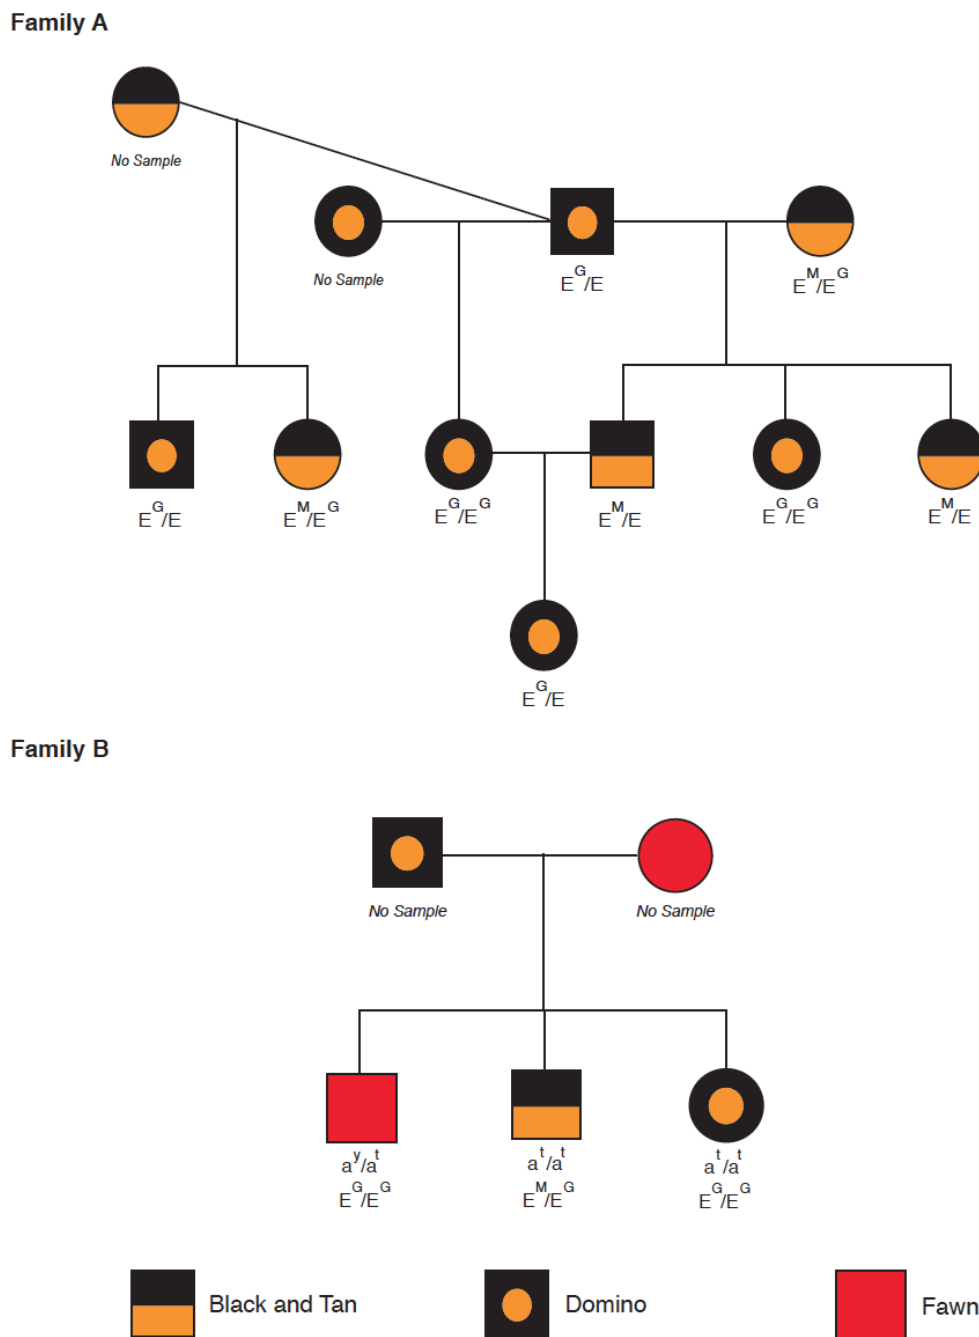 Family A
No Sample
No Sample
E^G/E
E^M/E^G
E^G/E
E^M/E^G
E^G/E^G
E^M/E
E^G/E^G
E^M/E
E^G/E
Family B
No Sample
No Sample
a^y/a^t
a^t/a^t
a^t/a^t
E^G/E^G
E^M/E^G
E^G/E^G
Black and Tan
Domino
Fawn